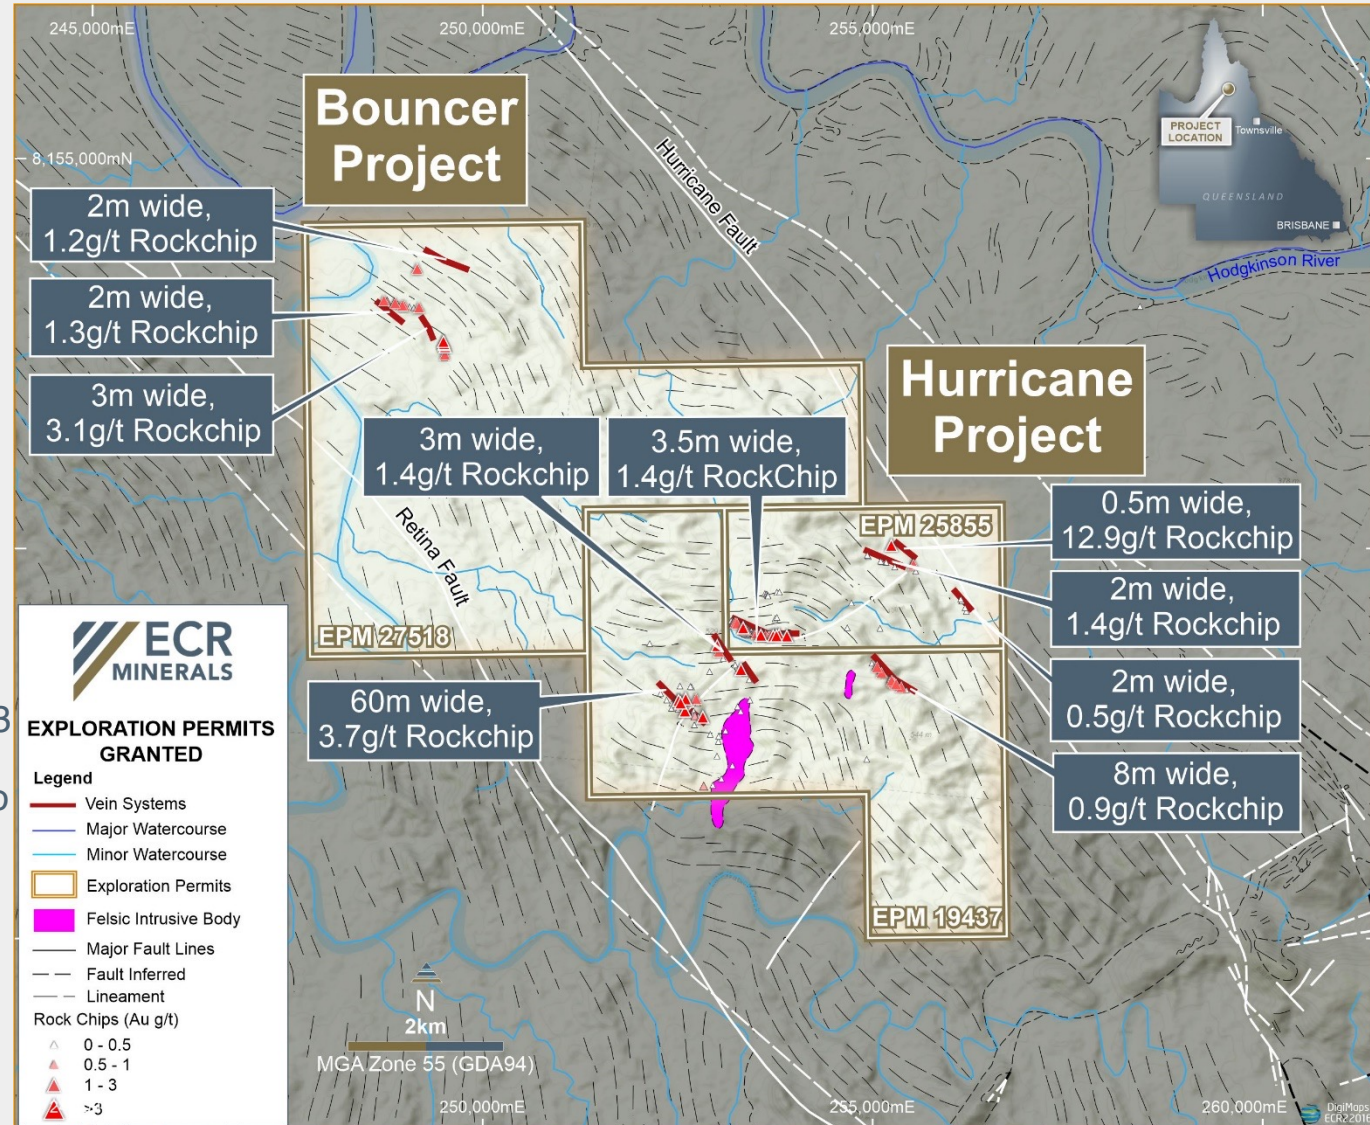 245,000mE
250,000mE
255,000mE
8,155,000mN
Bouncer
Project
Hurricane Fault
PROJECT
LOCATION
Townsville
QUEENSLAND
BRISBANE
Hodgkinson River
2m wide,
1.2g/t Rockchip
2m wide,
1.3g/t Rockchip
3m wide,
3.1g/t Rockchip
Hurricane
Project
3m wide,
1.4g/t Rockchip
3.5m wide,
1.4g/t RockChip
Retina Fault
EPM 25855
0.5m wide,
12.9g/t Rockchip
2m wide,
1.4g/t Rockchip
2m wide,
0.5g/t Rockchip
8m wide,
0.9g/t Rockchip
EPM 27518
60m wide,
3.7g/t Rockchip
EPM 19437
ECR
MINERALS
EXPLORATION PERMITS
GRANTED
Legend
Vein Systems
Major Watercourse
Minor Watercourse
Exploration Permits
Felsic Intrusive Body
Major Fault Lines
Fault Inferred
Lineament
Rock Chips (Au g/t)
0 - 0.5
0.5 - 1
1 - 3
>3
N
2km
MGA Zone 55 (GDA94)
250,000mE
255,000mE
260,000mE
DigiMaps